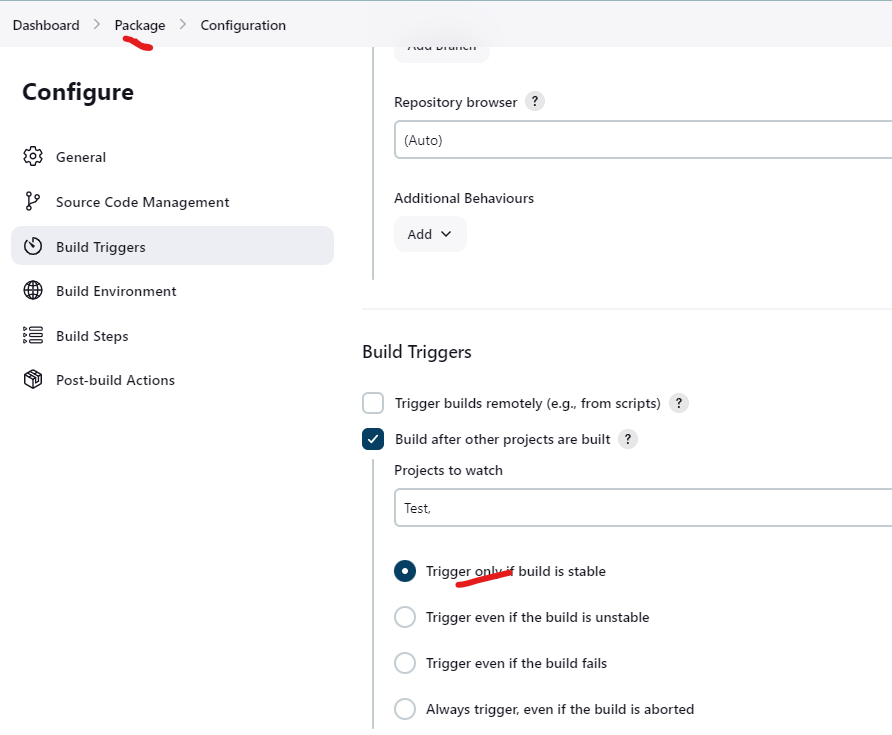 Dashboard > Package > Configuration
Configure
General
Source Code Management
Build Triggers
Build Environment
Build Steps
Post-build Actions
Add Branch
Repository browser ?
(Auto)
Additional Behaviours
Add
Build Triggers
Trigger builds remotely (e.g., from scripts) ?
Build after other projects are built ?
Projects to watch
Test,
Trigger only if build is stable
Trigger even if the build is unstable
Trigger even if the build fails
Always trigger, even if the build is aborted